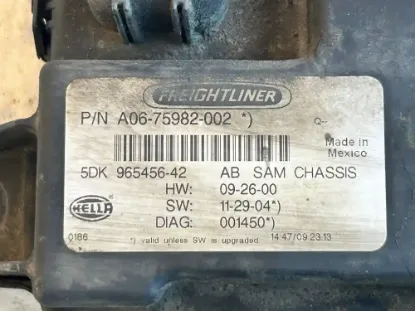 FREIGHTLINER
P/N A06-75982-002 *)
Q--
Made in
Mexico
5DK 965456-42 AB SAM CHASSIS
HW: 09-26-00
HELLA SW: 11-29-04*)
DIAG: 001450*)
0186 *) valid unless SW is upgraded 14:47/09.23.13